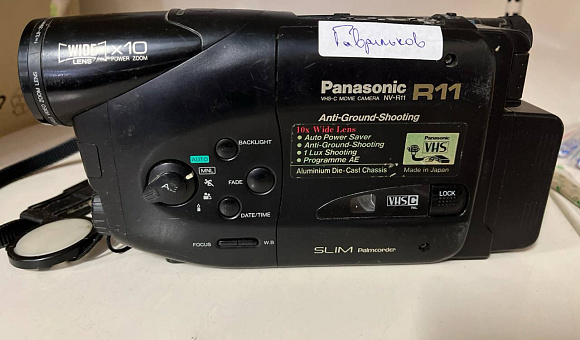 WIDE x10
LENS POWER ZOOM
Гаврильков
Panasonic R11
VHS-C MOVIE CAMERA NV-R11
Anti-Ground-Shooting
10x Wide Lens
• Auto Power Saver
• Anti-Ground-Shooting
• 1 Lux Shooting
• Programme AE
Aluminium Die-Cast Chassis
Panasonic
VHS
Made in Japan
BACKLIGHT
AUTO
MNL
FADE
DATE/TIME
VHS C
PAL
LOCK
FOCUS W.B
SLIM Palmcorder